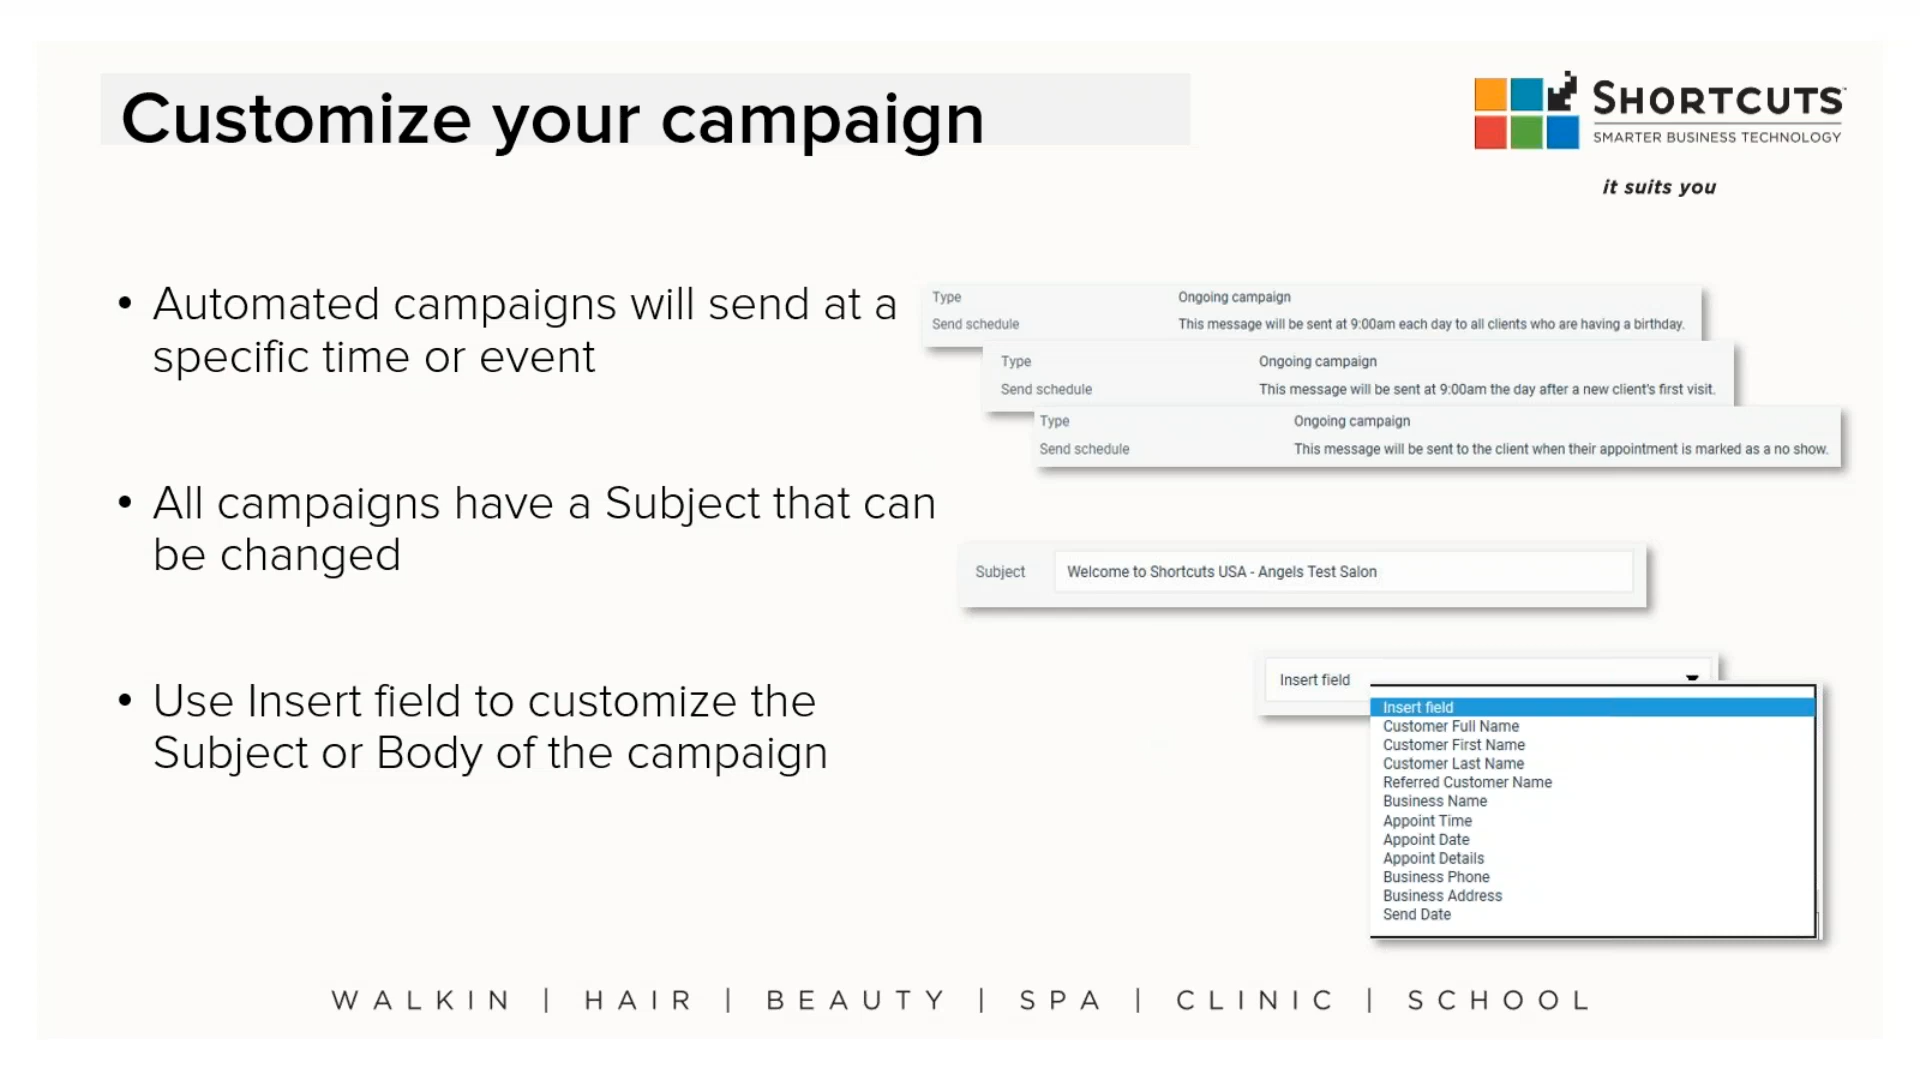 Customize your campaign
SHORTCUTS
SMARTER BUSINESS TECHNOLOGY
it suits you
• Automated campaigns will send at a
specific time or event
Type Ongoing campaign
Send schedule This message will be sent at 9:00am each day to all clients who are having a birthday.
Type Ongoing campaign
Send schedule This message will be sent at 9:00am the day after a new client's first visit.
Type Ongoing campaign
Send schedule This message will be sent to the client when their appointment is marked as a no show.
• All campaigns have a Subject that can
be changed
Subject Welcome to Shortcuts USA - Angels Test Salon
• Use Insert field to customize the
Subject or Body of the campaign
Insert field
Insert field
Customer Full Name
Customer First Name
Customer Last Name
Referred Customer Name
Business Name
Appoint Time
Appoint Date
Appoint Details
Business Phone
Business Address
Send Date
WALKIN | HAIR | BEAUTY | SPA | CLINIC | SCHOOL